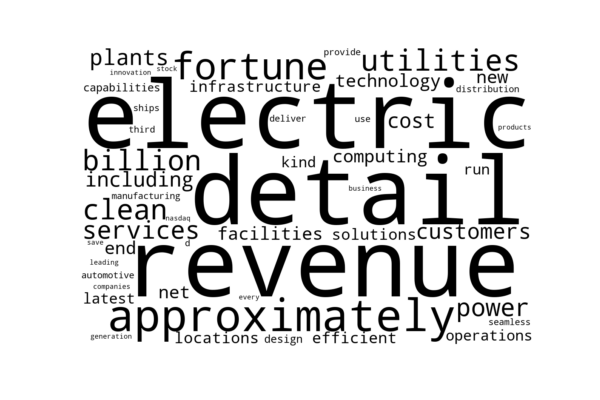 provide
plants fortune utilities
innovation stock
capabilities infrastructure technology new
distribution
electric
ships
third deliver use cost products
billion kind computing
including detail run
manufacturing business
clean nasdaq
services facilities solutions customers
save d
end revenue
leading
automotive
companies
latest net every
approximately power
seamless
generation locations design efficient operations